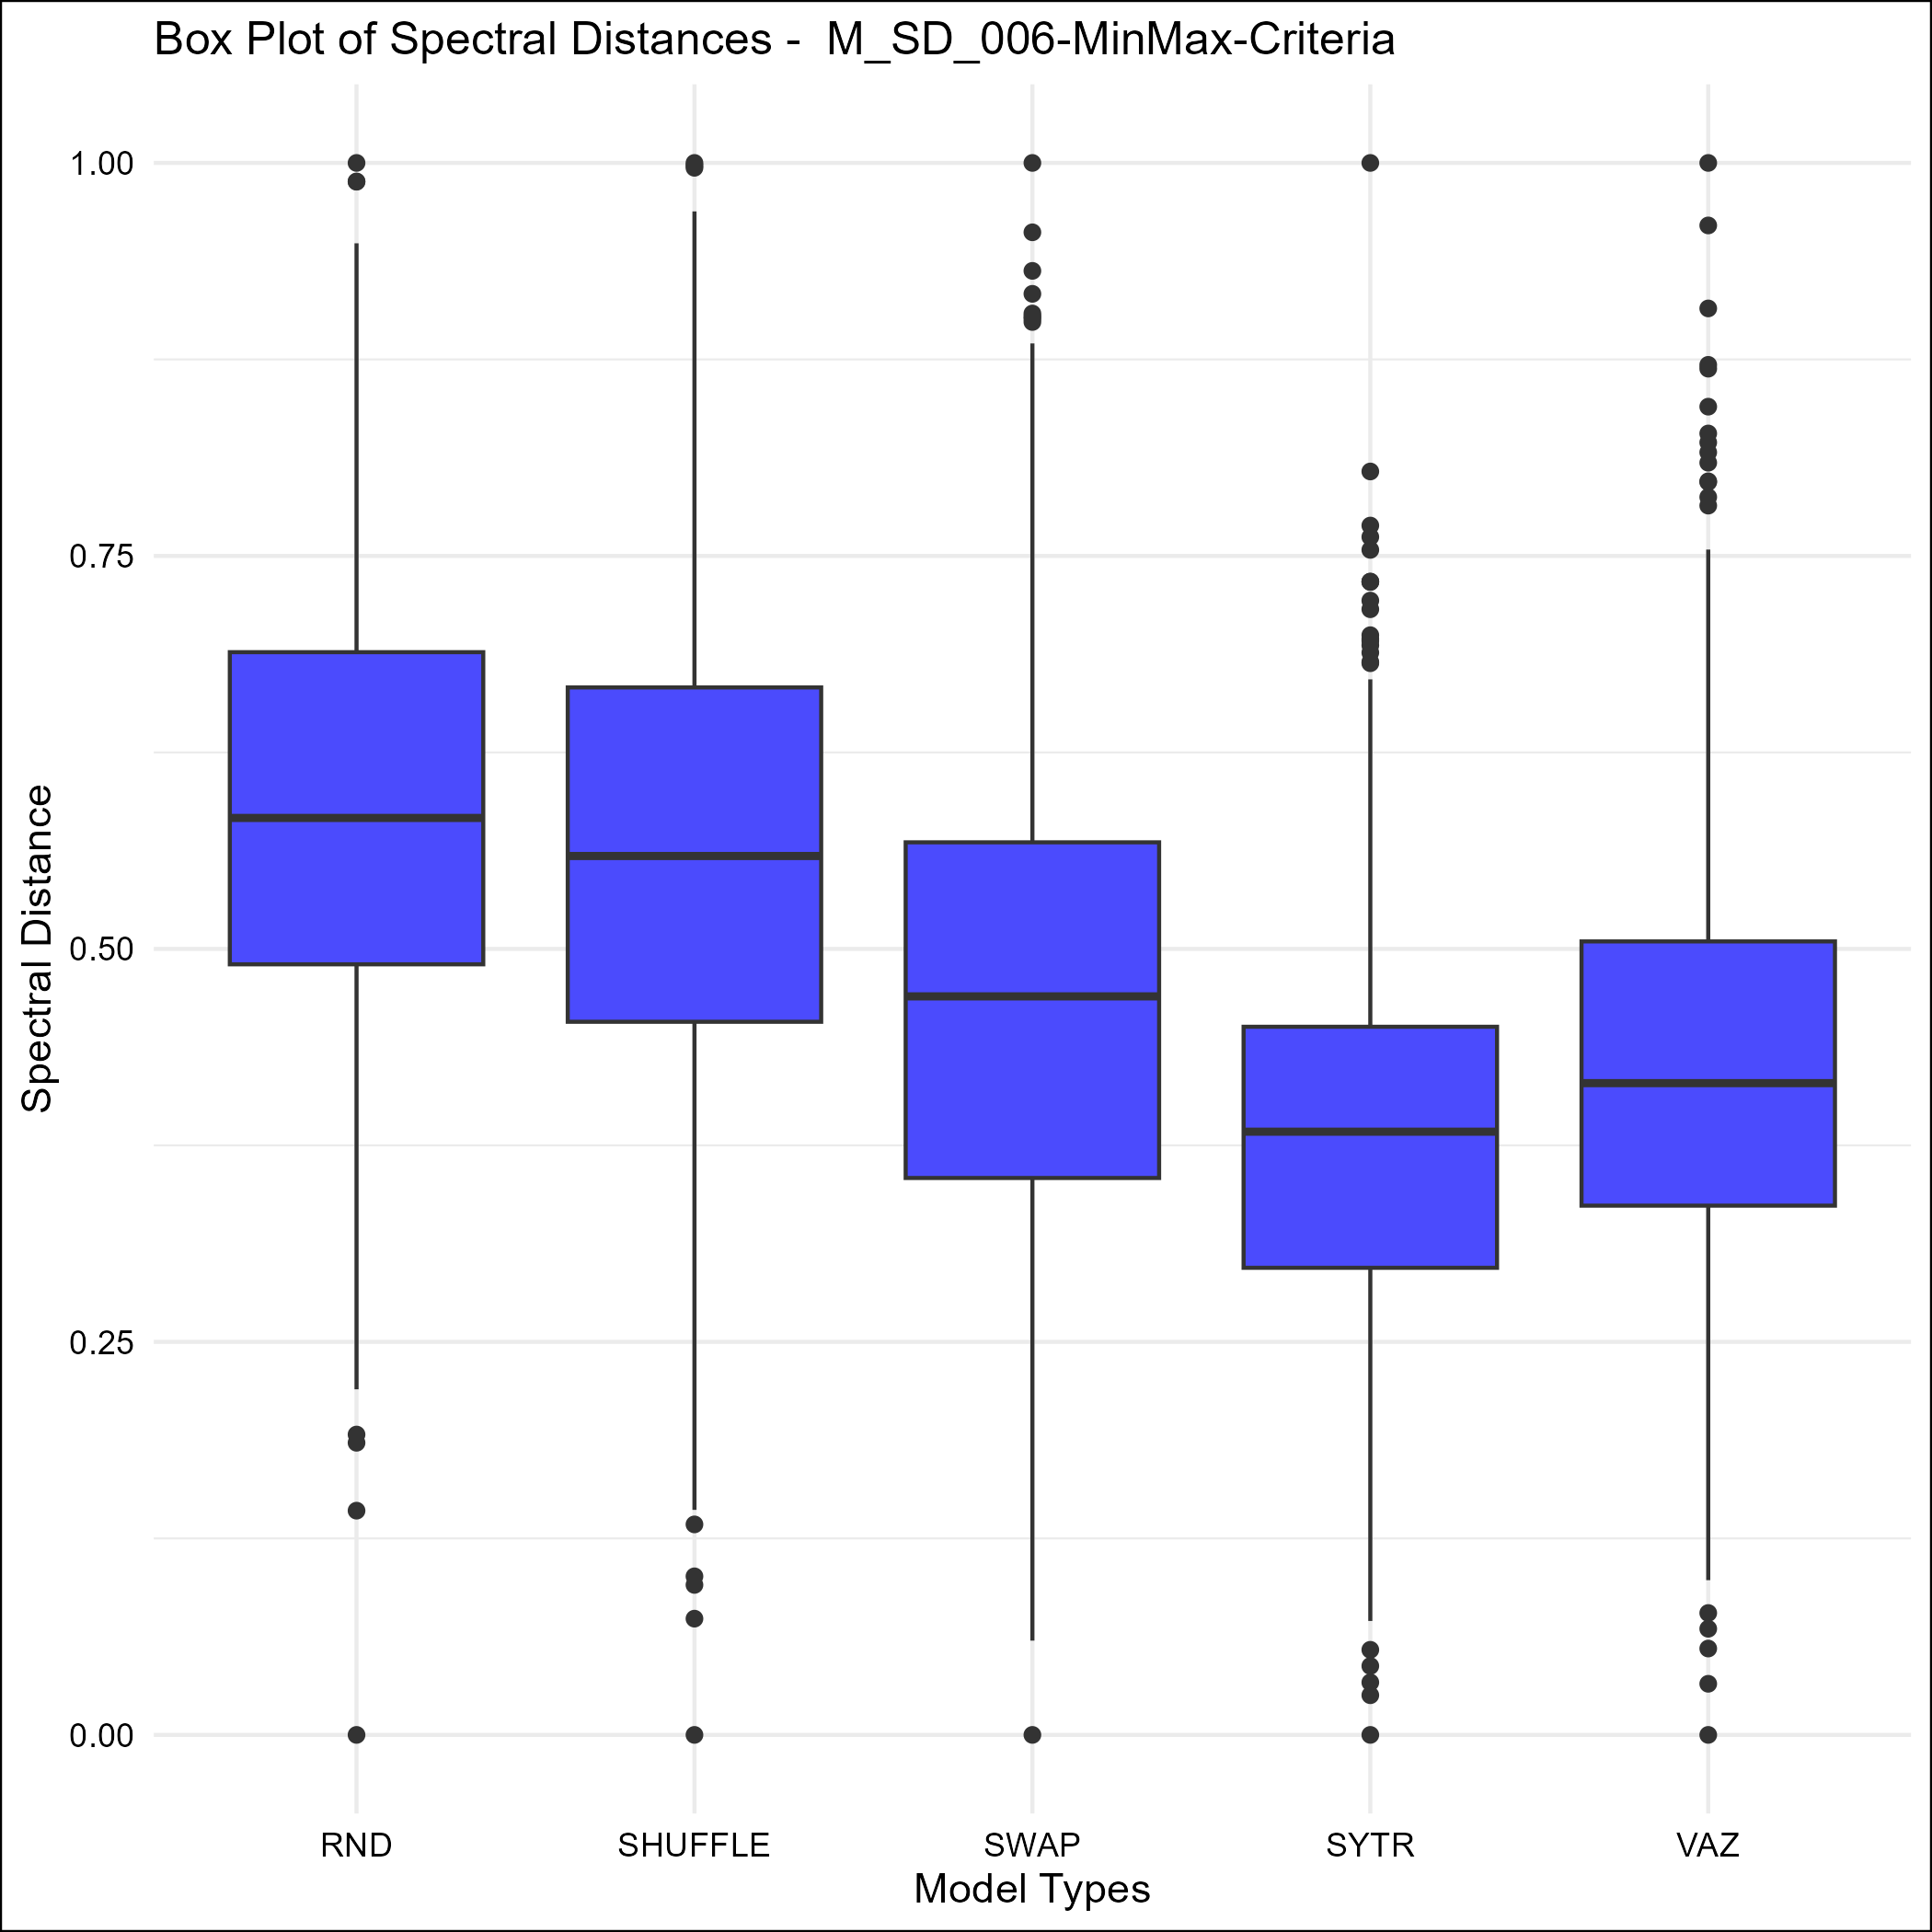 Box Plot of Spectral Distances -  M_SD_006-MinMax-Criteria
Spectral Distance
1.00
0.75
0.50
0.25
0.00
RND SHUFFLE SWAP SYTR VAZ
Model Types